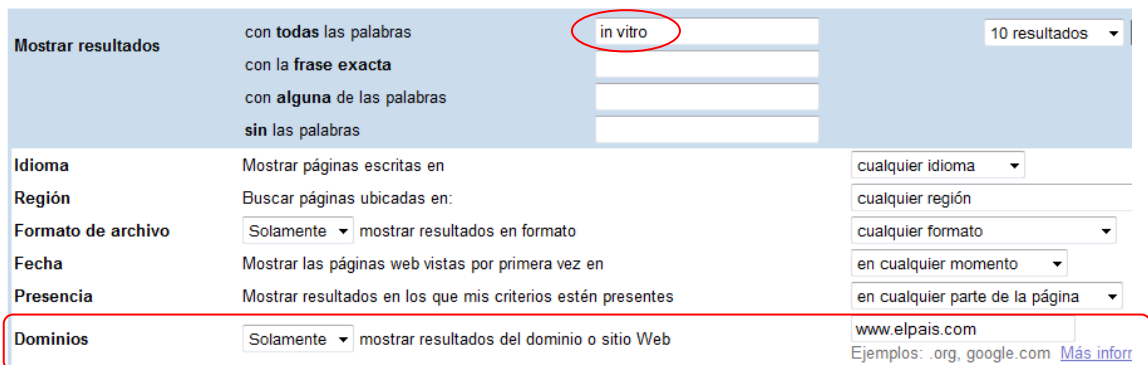 Mostrar resultados con todas las palabras in vitro 10 resultados
con la frase exacta
con alguna de las palabras
sin las palabras
Idioma Mostrar páginas escritas en cualquier idioma
Región Buscar páginas ubicadas en: cualquier región
Formato de archivo Solamente mostrar resultados en formato cualquier formato
Fecha Mostrar las páginas web vistas por primera vez en en cualquier momento
Presencia Mostrar resultados en los que mis criterios estén presentes en cualquier parte de la página
Dominios Solamente mostrar resultados del dominio o sitio Web www.elpais.com
Ejemplos: .org, google.com Más inforr